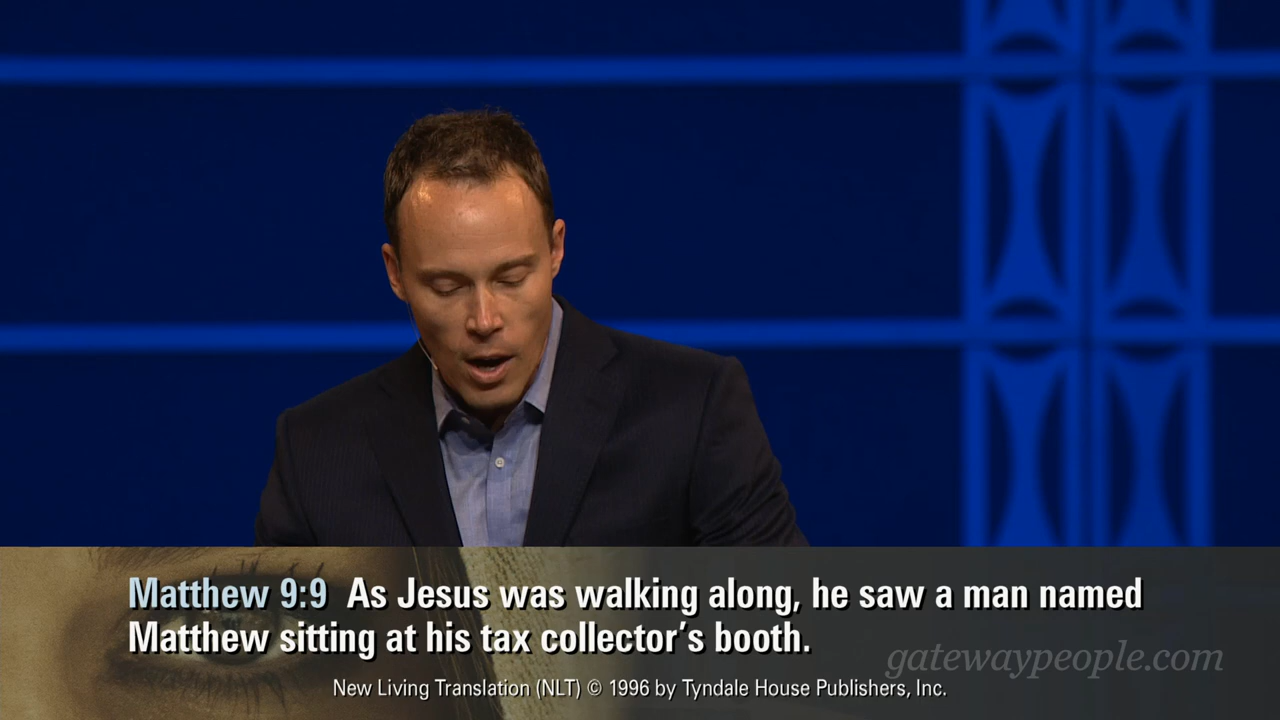 Matthew 9:9 As Jesus was walking along, he saw a man named
Matthew sitting at his tax collector's booth.
gatewaypeople.com
New Living Translation (NLT) © 1996 by Tyndale House Publishers, Inc.